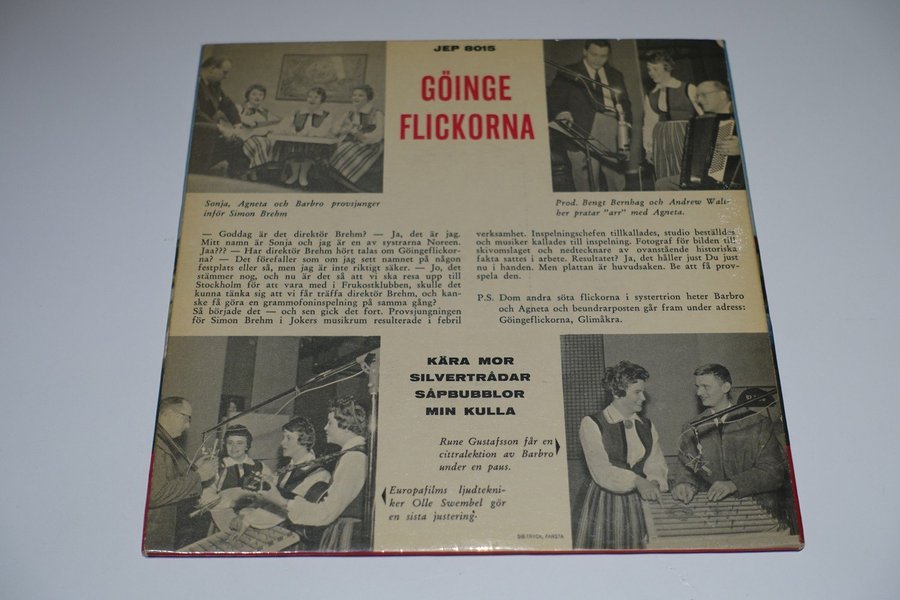 JEP 8015
GÖINGE
FLICKORNA
Sonja, Agneta och Barbro provsjunger
inför Simon Brehm
Prod. Bengt Bernhag och Andrew Walt-
her pratar "arr" med Agneta.
— Goddag är det direktör Brehm? — Ja, det är jag.
Mitt namn är Sonja och jag är en av systrarna Noreen.
Jaa??? — Har direktör Brehm hört talas om Göingeflickor-
na? — Det förefaller som om jag sett namnet på någon
festplats eller så, men jag är inte riktigt säker. — Jo, det
stämmer nog, och nu är det så att vi ska resa upp till
Stockholm för att vara med i Frukostklubben, skulle det
kunna tänka sig att vi får träffa direktör Brehm, och kan-
ske få göra en grammofoninspelning på samma gång?
Så började det — och sen gick det fort. Provsjungningen
för Simon Brehm i Jokers musikrum resulterade i febril
verksamhet. Inspelningschefen tillkallades, studio beställdes
och musiker kallades till inspelning. Fotograf för bilden till
skivomslaget och nedtecknare av ovanstående historiska
fakta sattes i arbete. Resultatet? Ja, det håller just Du just
nu i handen. Men plattan är huvudsaken. Be att få prov-
spela den.
P.S. Dom andra söta flickorna i systertrion heter Barbro
och Agneta och beundrarposten går fram under adress:
Göingeflickorna, Glimåkra.
KÄRA MOR
SILVERTRÅDAR
SÅPBUBBLOR
MIN KULLA
Rune Gustafsson får en
cittralektion av Barbro
under en paus.
Europafilms ljudtekni-
ker Olle Swembel gör
en sista justering.
SIB-TRYCK, FARSTA